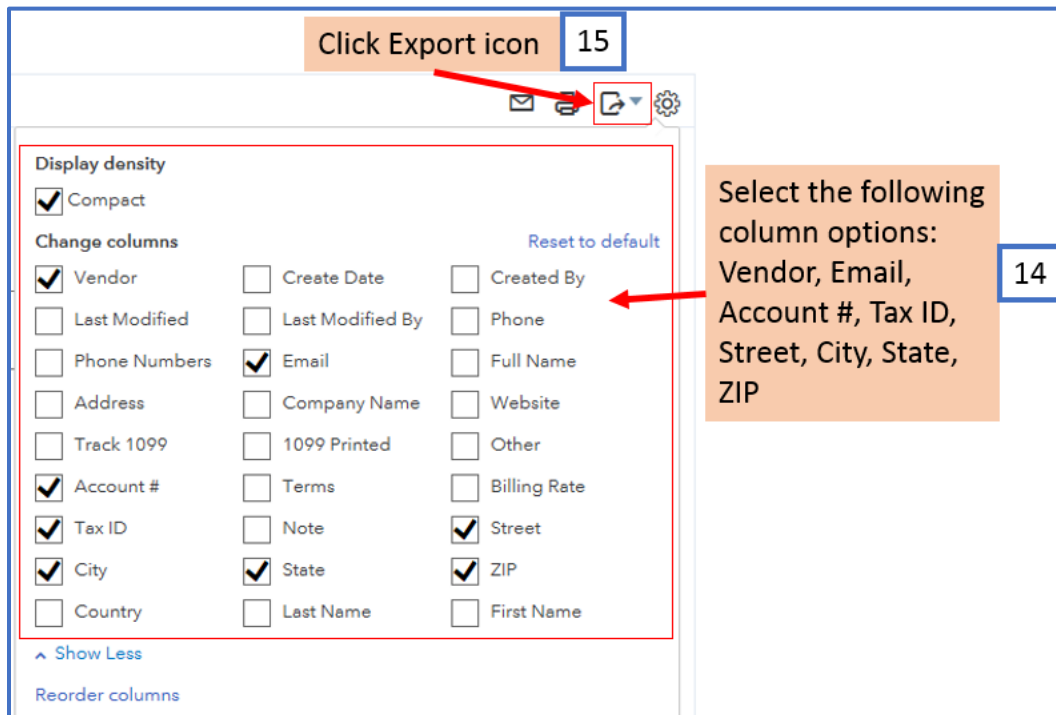 Click Export icon 15
Display density
Compact
Change columns Reset to default
Vendor Create Date Created By
Last Modified Last Modified By Phone
Phone Numbers Email Full Name
Address Company Name Website
Track 1099 1099 Printed Other
Account # Terms Billing Rate
Tax ID Note Street
City State ZIP
Country Last Name First Name
Show Less
Reorder columns
Select the following
column options:
Vendor, Email,
Account #, Tax ID,
Street, City, State,
ZIP
14